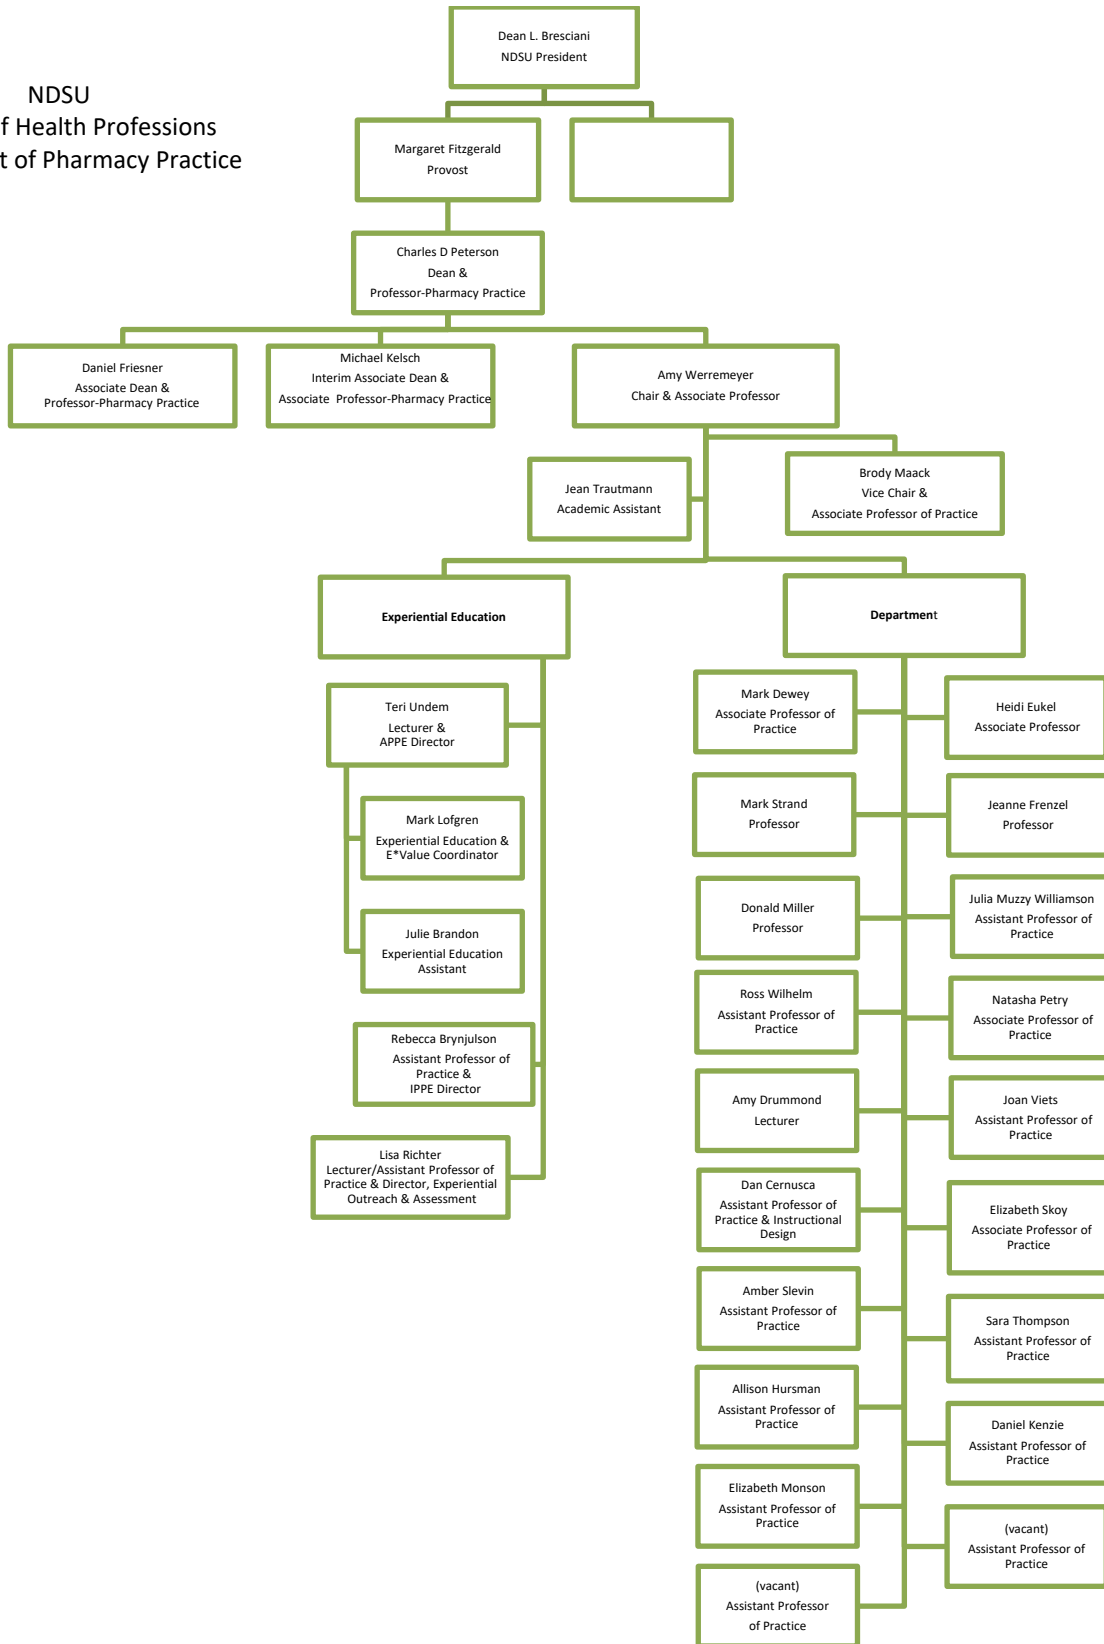 Dean L. Bresciani
NDSU President
NDSU
f Health Professions
t of Pharmacy Practice
Margaret Fitzgerald
Provost
Charles D Peterson
Dean &
Professor-Pharmacy Practice
Daniel Friesner
Associate Dean &
Professor-Pharmacy Practice
Michael Kelsch
Interim Associate Dean &
Associate Professor-Pharmacy Practice
Amy Werremeyer
Chair & Associate Professor
Jean Trautmann
Academic Assistant
Brody Maack
Vice Chair &
Associate Professor of Practice
Experiential Education
Department
Teri Undem
Lecturer &
APPE Director
Mark Lofgren
Experiential Education &
E*Value Coordinator
Julie Brandon
Experiential Education
Assistant
Rebecca Brynjulson
Assistant Professor of
Practice &
IPPE Director
Lisa Richter
Lecturer/Assistant Professor of
Practice & Director, Experiential
Outreach & Assessment
Mark Dewey
Associate Professor of
Practice
Heidi Eukel
Associate Professor
Mark Strand
Professor
Jeanne Frenzel
Professor
Donald Miller
Professor
Julia Muzzy Williamson
Assistant Professor of
Practice
Ross Wilhelm
Assistant Professor of
Practice
Natasha Petry
Associate Professor of
Practice
Amy Drummond
Lecturer
Joan Viets
Assistant Professor of
Practice
Dan Cernusca
Assistant Professor of
Practice & Instructional
Design
Elizabeth Skoy
Associate Professor of
Practice
Amber Slevin
Assistant Professor of
Practice
Sara Thompson
Assistant Professor of
Practice
Allison Hursman
Assistant Professor of
Practice
Daniel Kenzie
Assistant Professor of
Practice
Elizabeth Monson
Assistant Professor of
Practice
(vacant)
Assistant Professor of
Practice
(vacant)
Assistant Professor
of Practice